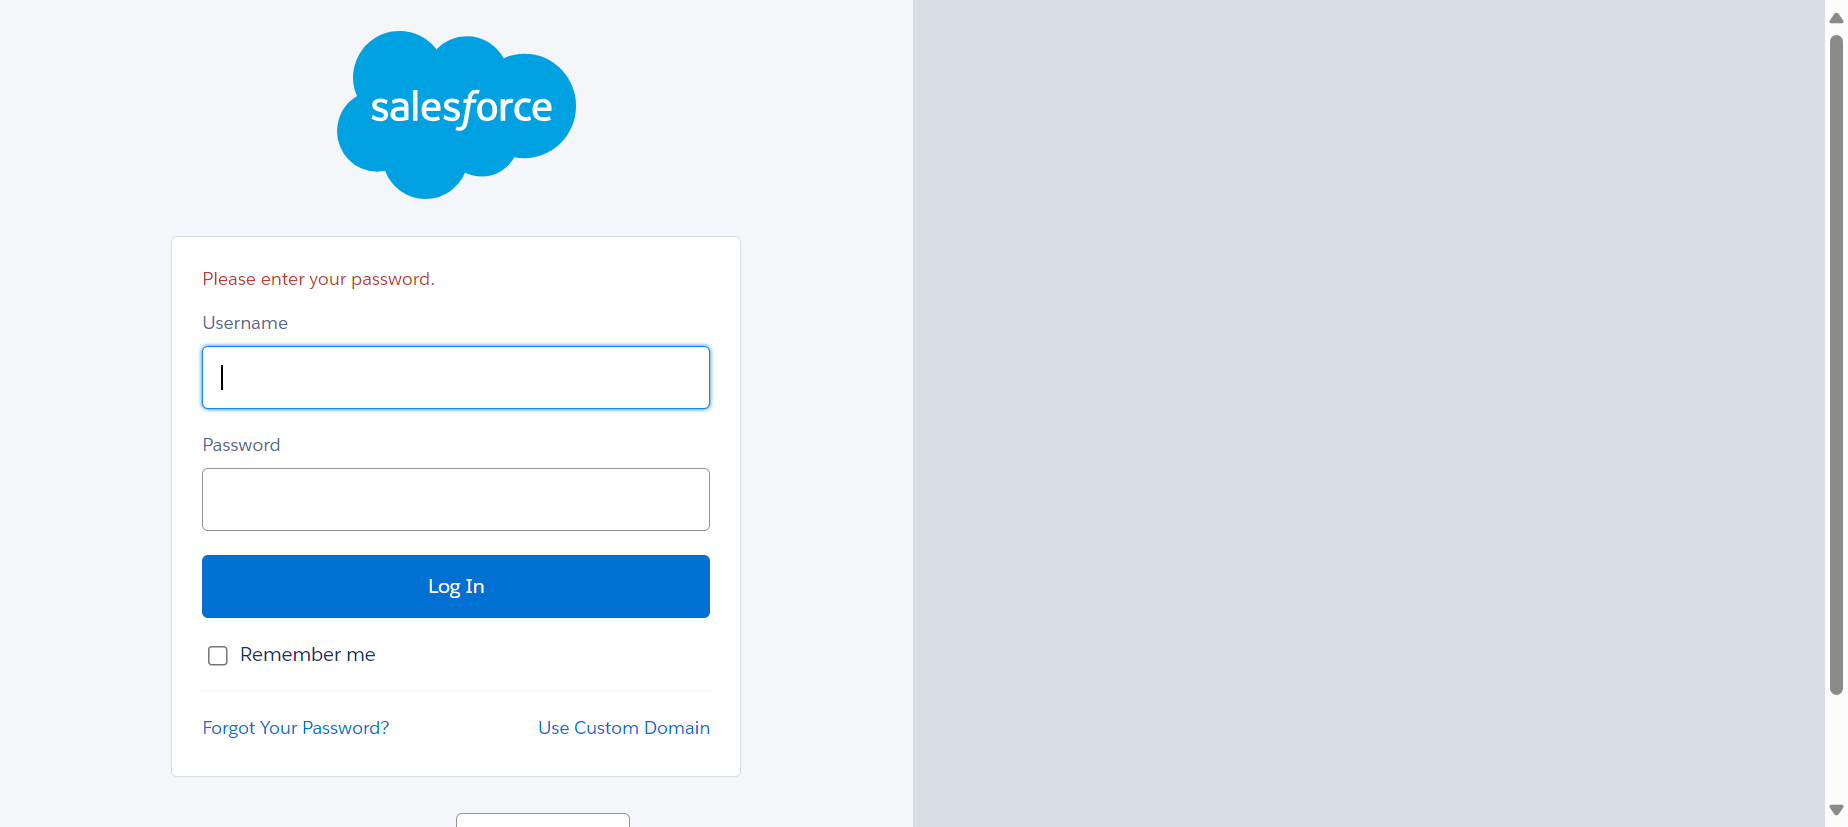 salesforce
Please enter your password.
Username
Password
Log In
Remember me
Forgot Your Password? Use Custom Domain